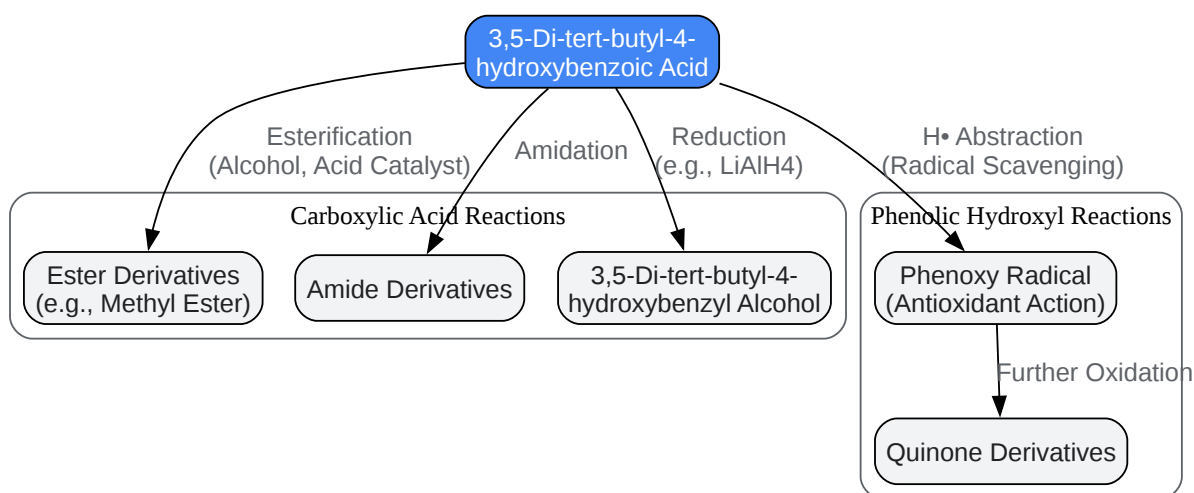 3,5-Di-tert-butyl-4-
hydroxybenzoic Acid
Esterification
(Alcohol, Acid Catalyst)
Amidation
Reduction
(e.g., LiAlH4)
H• Abstraction
(Radical Scavenging)
Carboxylic Acid Reactions
Phenolic Hydroxyl Reactions
Ester Derivatives
(e.g., Methyl Ester)
Amide Derivatives
3,5-Di-tert-butyl-4-
hydroxybenzyl Alcohol
Phenoxy Radical
(Antioxidant Action)
Further Oxidation
Quinone Derivatives